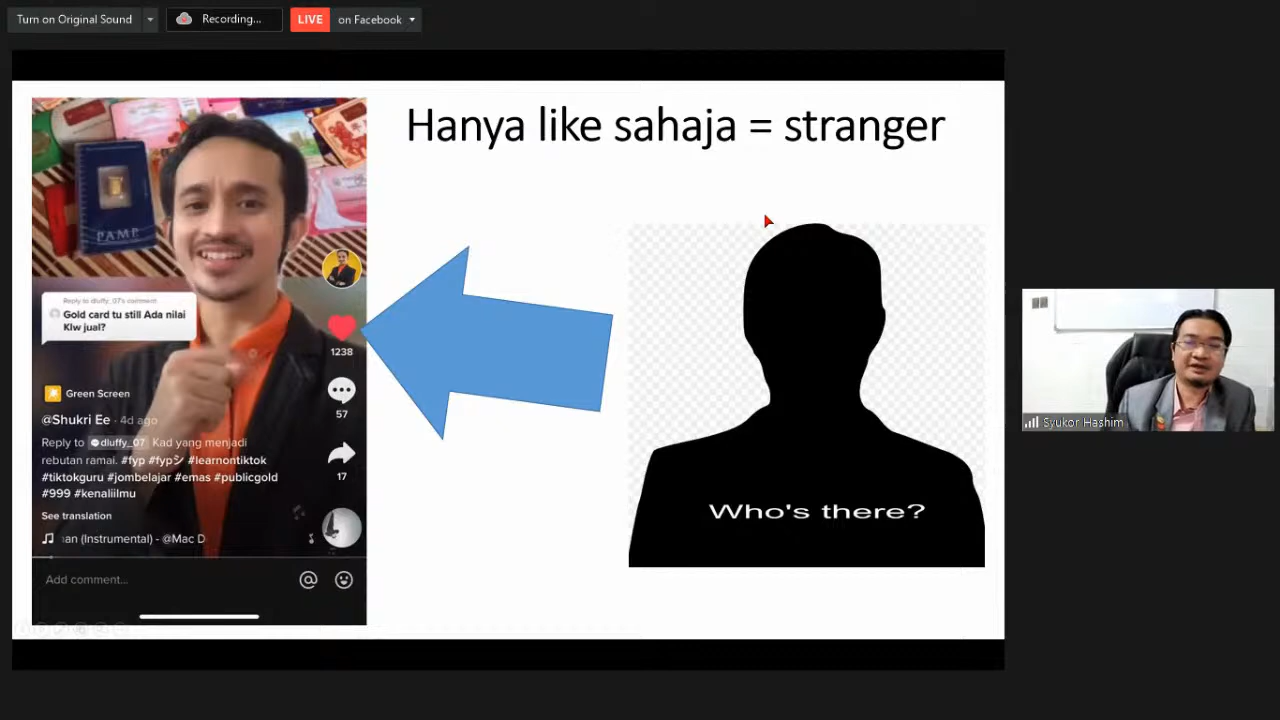 Turn on Original Sound
Recording...
LIVE on Facebook
Hanya like sahaja = stranger
PAMP
Reply to dluffy_07's comment
Gold card tu still Ada nilai
Klw jual?
1238
57
17
Green Screen
@Shukri Ee - 4d ago
Reply to dluffy_07 Kad yang menjadi
rebutan ramai. #fyp #fypシ #learnontiktok
#tiktokguru #jombelajar #emas #publicgold
#999 #kenaliilmu
See translation
an (Instrumental) - @Mac D
Add comment...
Who's there?
Syukor Hashim